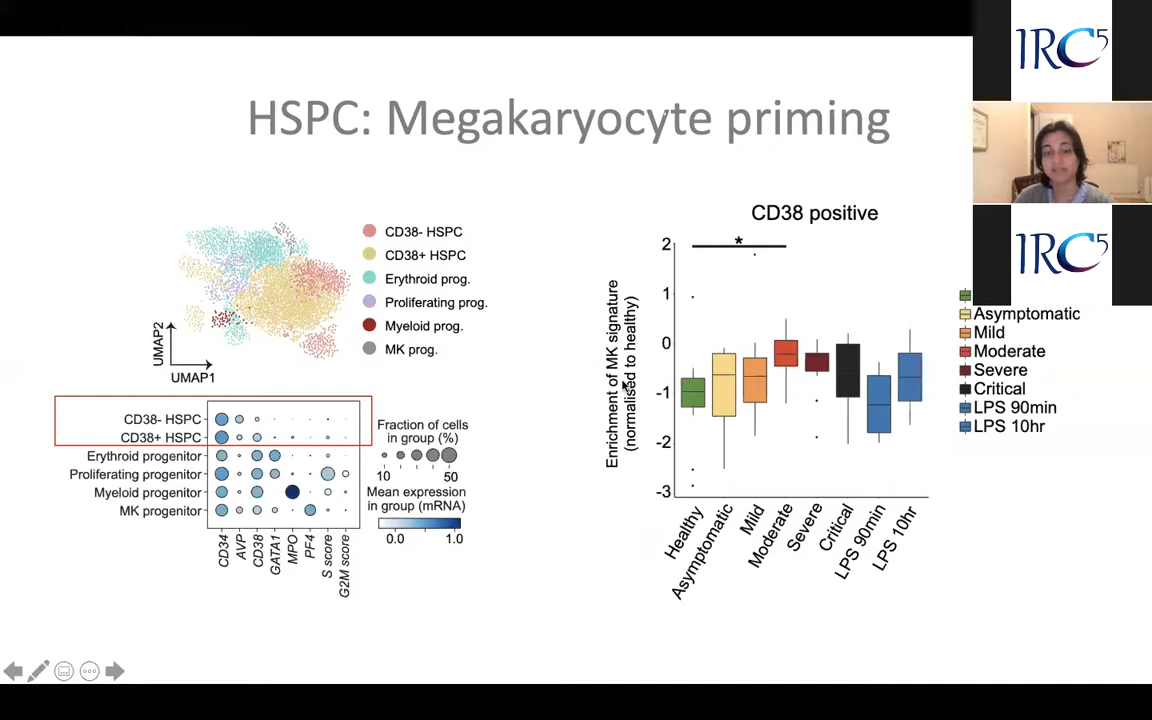 IRC5
HSPC: Megakaryocyte priming
CD38- HSPC
CD38+ HSPC
Erythroid prog.
Proliferating prog.
Myeloid prog.
MK prog.
UMAP2
UMAP1
CD38- HSPC
CD38+ HSPC
Erythroid progenitor
Proliferating progenitor
Myeloid progenitor
MK progenitor
CD34
AVP
CD38
GATA1
MPO
PF4
S score
G2M score
Fraction of cells
in group (%)
10
50
Mean expression
in group (mRNA)
0.0
1.0
CD38 positive
*
Enrichment of MK signature
(normalised to healthy)
2
1
0
-1
-2
-3
Healthy
Asymptomatic
Mild
Moderate
Severe
Critical
LPS 90min
LPS 10hr
IRC5
Asymptomatic
Mild
Moderate
Severe
Critical
LPS 90min
LPS 10hr